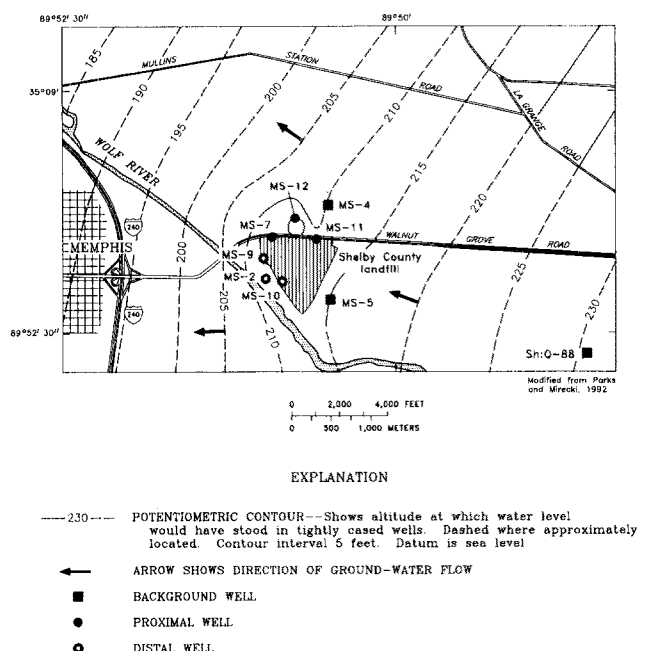 89°52' 30"
89°50'
185
190
195
200
205
210
215
220
225
230
35°09'
MULLINS STATION ROAD
LA GRANGE ROAD
WOLF RIVER
MS-12
MS-4
MS-7
MS-11
240
WALNUT GROVE ROAD
MEMPHIS
MS-9
Shelby County
landfill
200
MS-2
MS-10
MS-5
205
210
240
89°52' 30"
Sh:Q-88
Modified from Parks
and Mirecki, 1992
0 2,000 4,000 FEET
0 500 1,000 METERS
EXPLANATION
230 POTENTIOMETRIC CONTOUR--Shows altitude at which water level
would have stood in tightly cased wells. Dashed where approximately
located. Contour interval 5 feet. Datum is sea level
ARROW SHOWS DIRECTION OF GROUND-WATER FLOW
BACKGROUND WELL
PROXIMAL WELL
DISTAL WELL